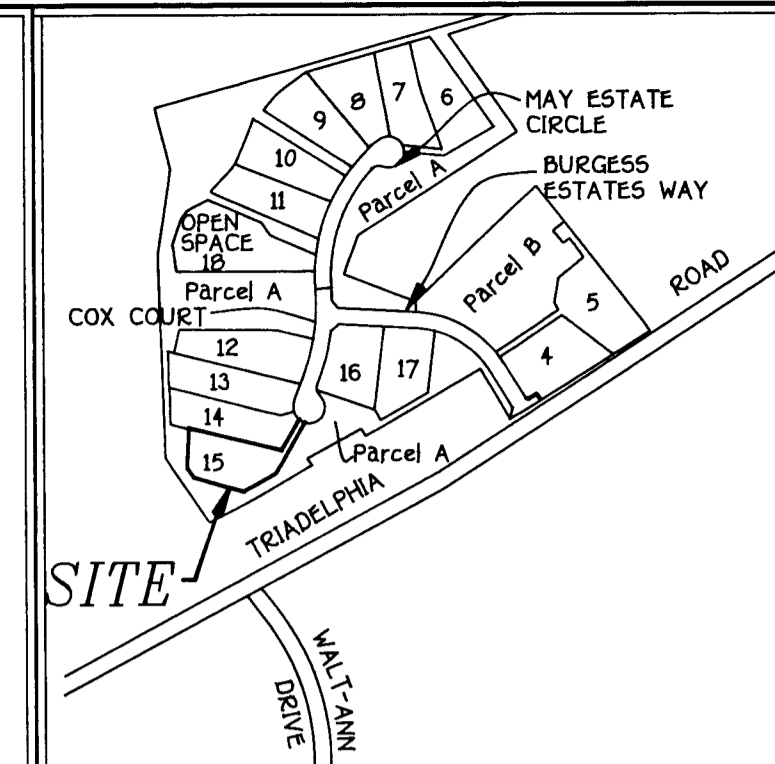 6
7
8
9
MAY ESTATE
CIRCLE
10
11
Parcel A
BURGESS
ESTATES WAY
OPEN
SPACE
18
Parcel A
Parcel B
ROAD
5
COX COURT
12
13
14
15
16
17
4
Parcel A
TRIADELPHIA
SITE
WALT-ANN
DRIVE